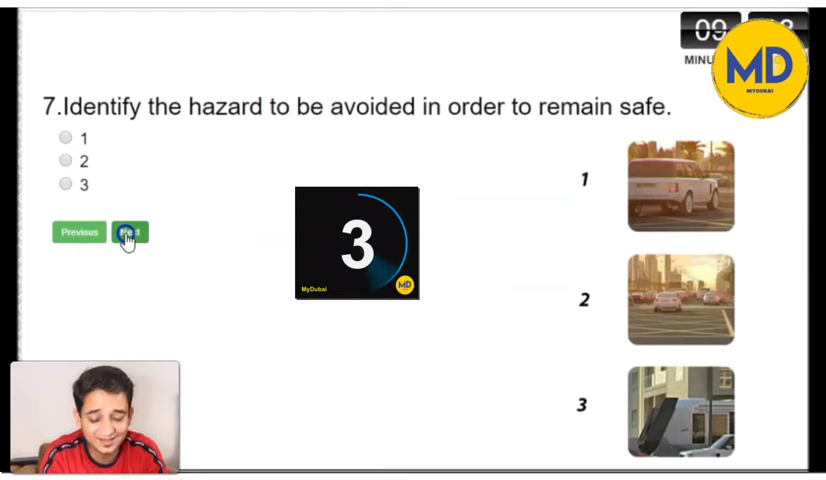 09
MINU
MD
MYDUBAI
7.Identify the hazard to be avoided in order to remain safe.
1
2
3
Previous
1
3
MyDubai
MD
2
3